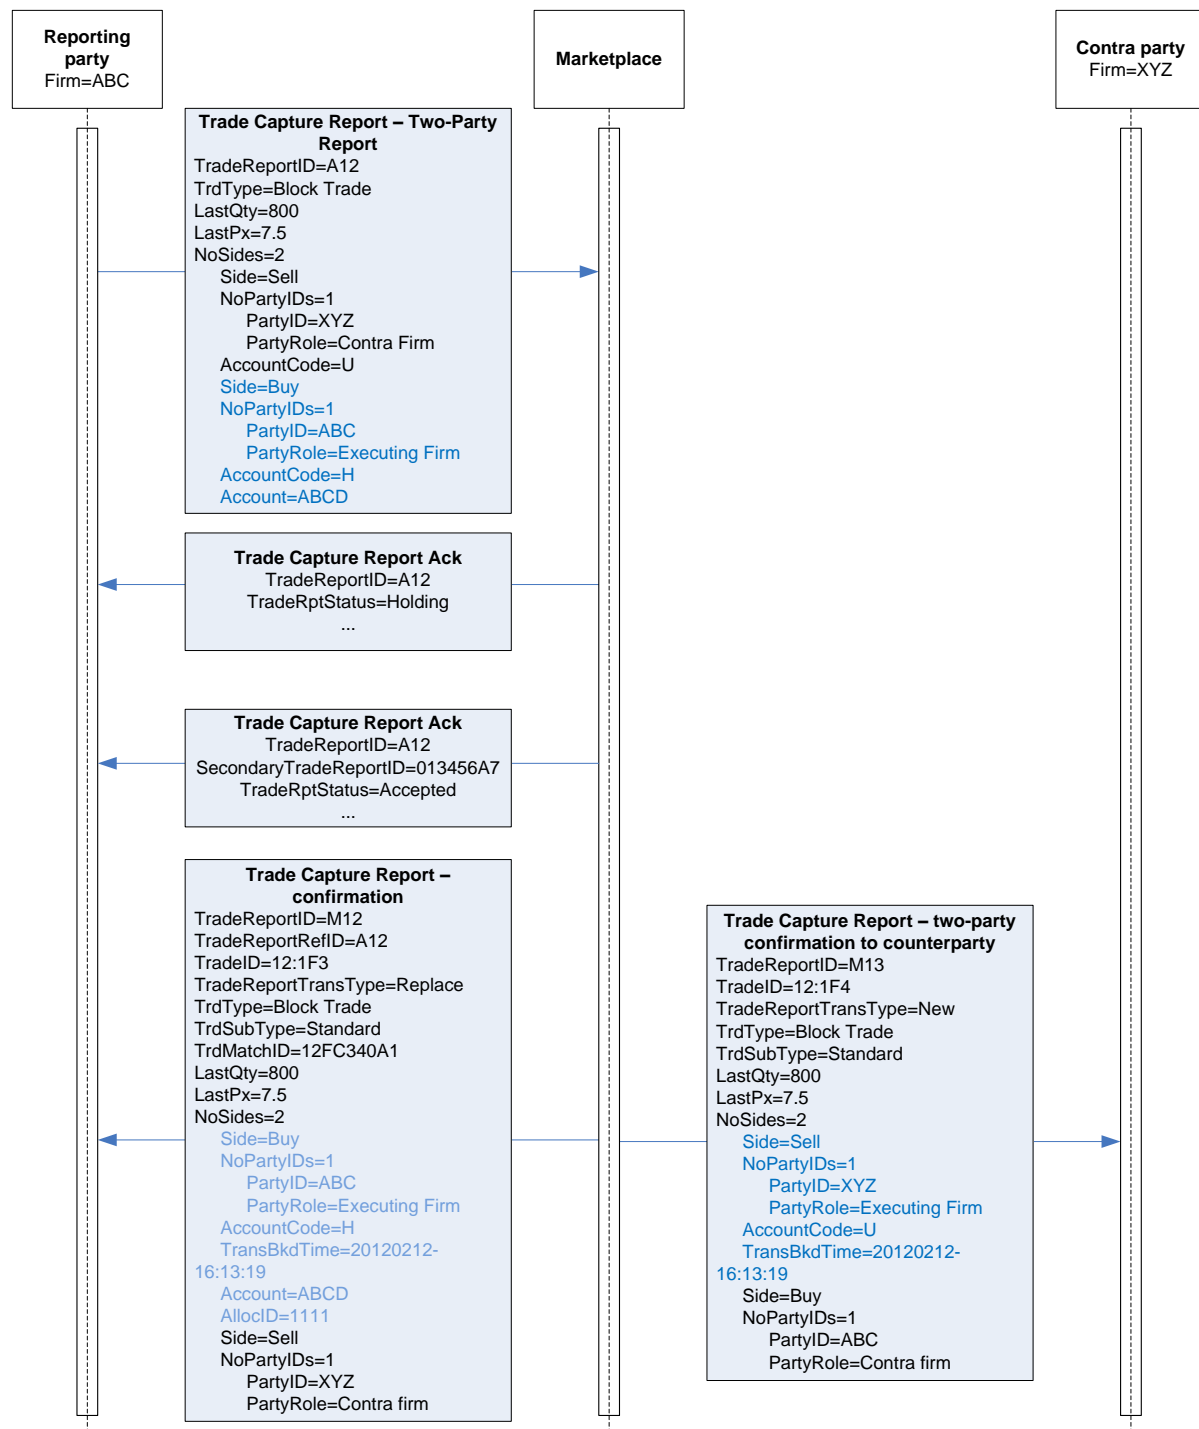 Reporting
party
Firm=ABC
Marketplace
Contra party
Firm=XYZ
Trade Capture Report – Two-Party
Report
TradeReportID=A12
TrdType=Block Trade
LastQty=800
LastPx=7.5
NoSides=2
Side=Sell
NoPartyIDs=1
PartyID=XYZ
PartyRole=Contra Firm
AccountCode=U
Side=Buy
NoPartyIDs=1
PartyID=ABC
PartyRole=Executing Firm
AccountCode=H
Account=ABCD
Trade Capture Report Ack
TradeReportID=A12
TradeRptStatus=Holding
...
Trade Capture Report Ack
TradeReportID=A12
SecondaryTradeReportID=013456A7
TradeRptStatus=Accepted
...
Trade Capture Report –
confirmation
TradeReportID=M12
TradeReportRefID=A12
TradeID=12:1F3
TradeReportTransType=Replace
TrdType=Block Trade
TrdSubType=Standard
TrdMatchID=12FC340A1
LastQty=800
LastPx=7.5
NoSides=2
Side=Buy
NoPartyIDs=1
PartyID=ABC
PartyRole=Executing Firm
AccountCode=H
TransBkdTime=20120212-
16:13:19
Account=ABCD
AllocID=1111
Side=Sell
NoPartyIDs=1
PartyID=XYZ
PartyRole=Contra firm
Trade Capture Report – two-party
confirmation to counterparty
TradeReportID=M13
TradeID=12:1F4
TradeReportTransType=New
TrdType=Block Trade
TrdSubType=Standard
LastQty=800
LastPx=7.5
NoSides=2
Side=Sell
NoPartyIDs=1
PartyID=XYZ
PartyRole=Executing Firm
AccountCode=U
TransBkdTime=20120212-
16:13:19
Side=Buy
NoPartyIDs=1
PartyID=ABC
PartyRole=Contra firm